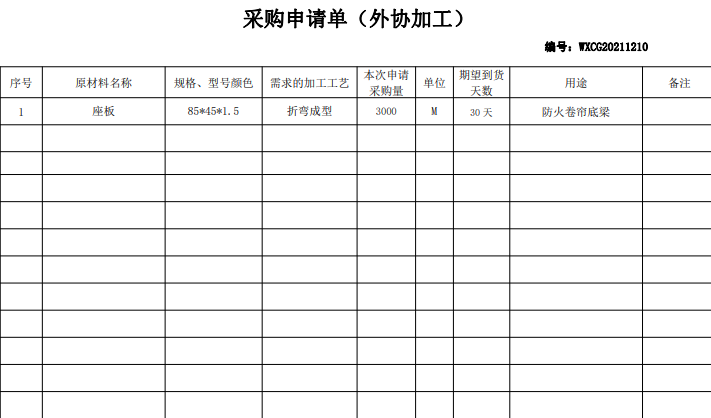 采购申请单（外协加工）
编号：WXCG20211210
序号 原材料名称 规格、型号颜色 需求的加工工艺 本次申请采购量 单位 期望到货天数 用途 备注
1 座板 85*45*1.5 折弯成型 3000 M 30天 防火卷帘底梁